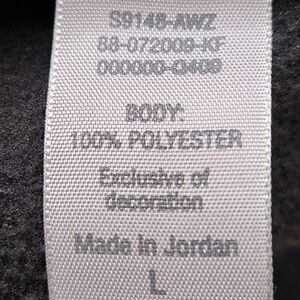 S9148-AWZ
88-072009-KF
000000-Q409
BODY:
100% POLYESTER
Exclusive of
decoration
Made in Jordan
L